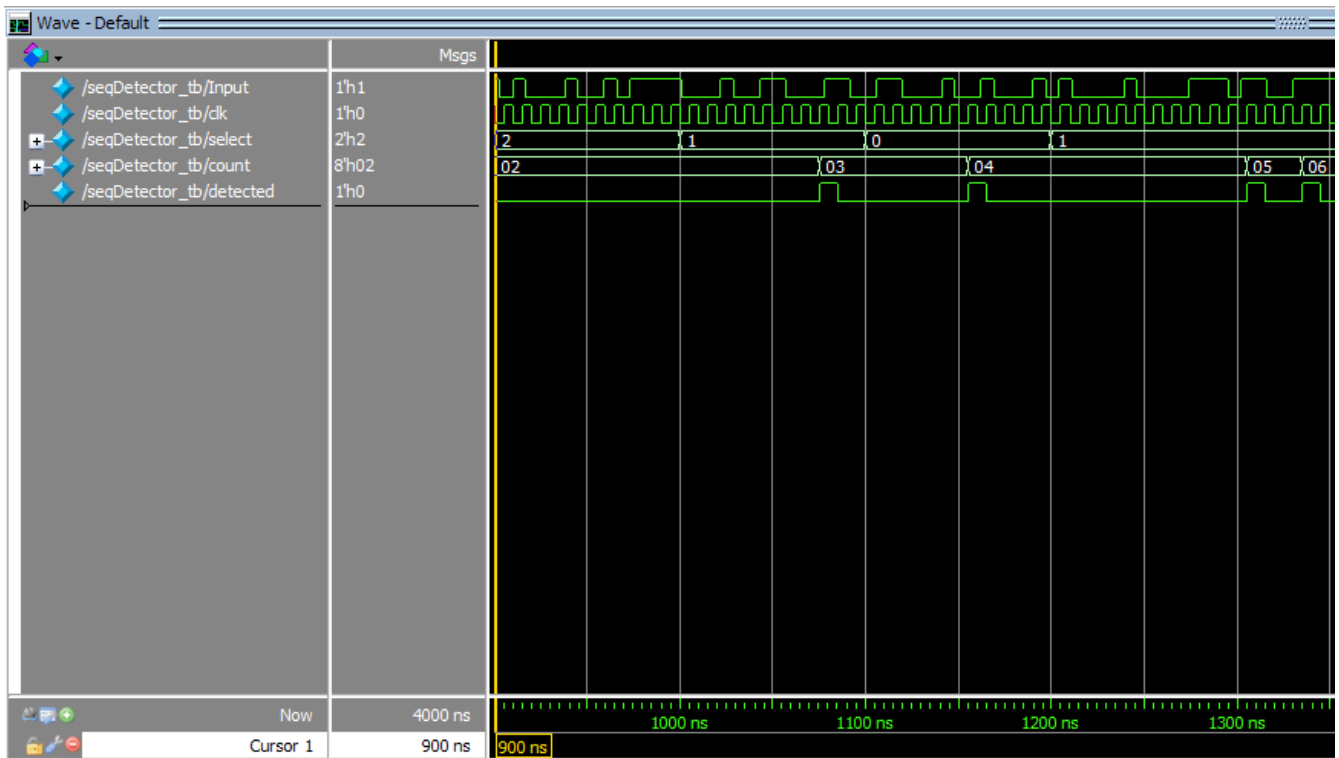 Wave - Default
Msgs
/seqDetector_tb/Input 1'h1
/seqDetector_tb/clk 1'h0
/seqDetector_tb/select 2'h2 2 1 0 1
/seqDetector_tb/count 8'h02 02 03 04 05 06
/seqDetector_tb/detected 1'h0
Now 4000 ns 1000 ns 1100 ns 1200 ns 1300 ns
Cursor 1 900 ns 900 ns